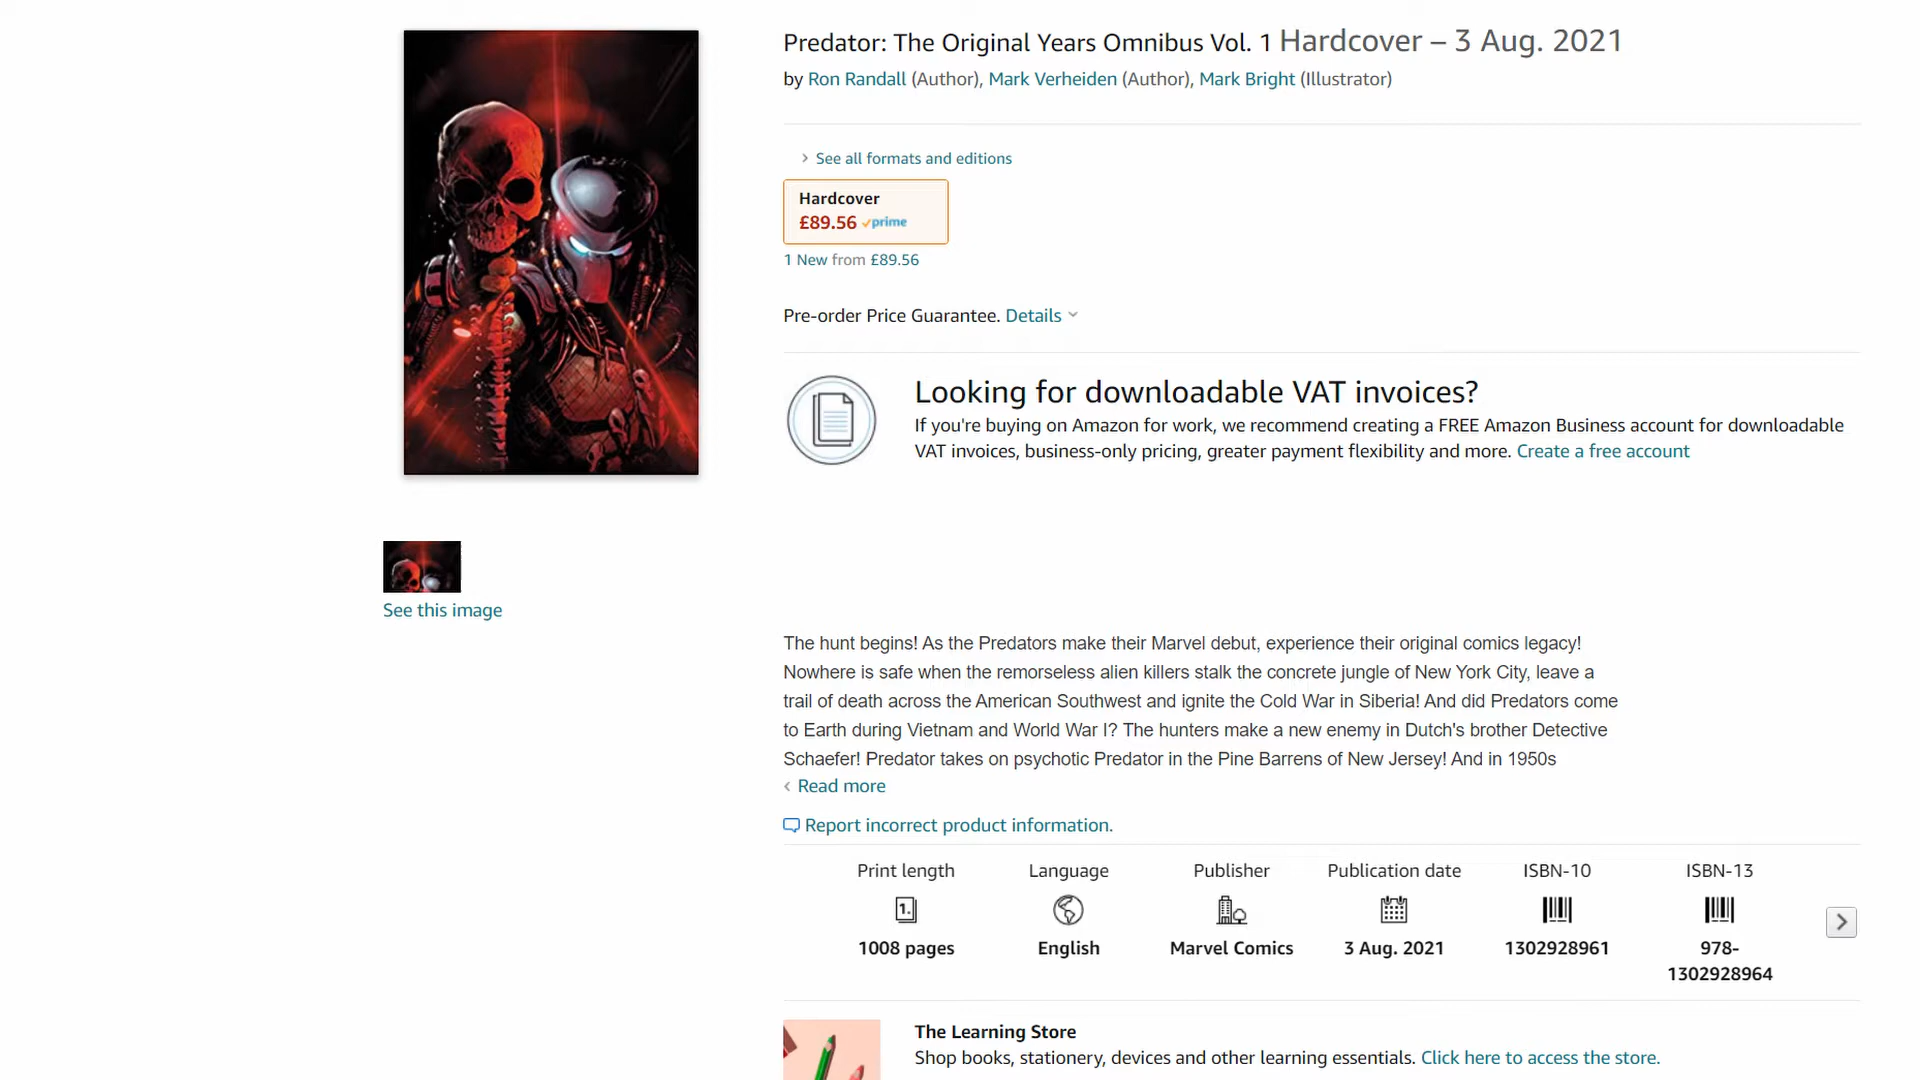 Predator: The Original Years Omnibus Vol. 1 Hardcover – 3 Aug. 2021
by Ron Randall (Author), Mark Verheiden (Author), Mark Bright (Illustrator)
See all formats and editions
Hardcover
£89.56 prime
1 New from £89.56
Pre-order Price Guarantee. Details
Looking for downloadable VAT invoices?
If you're buying on Amazon for work, we recommend creating a FREE Amazon Business account for downloadable
VAT invoices, business-only pricing, greater payment flexibility and more. Create a free account
See this image
The hunt begins! As the Predators make their Marvel debut, experience their original comics legacy!
Nowhere is safe when the remorseless alien killers stalk the concrete jungle of New York City, leave a
trail of death across the American Southwest and ignite the Cold War in Siberia! And did Predators come
to Earth during Vietnam and World War I? The hunters make a new enemy in Dutch's brother Detective
Schaefer! Predator takes on psychotic Predator in the Pine Barrens of New Jersey! And in 1950s
Read more
Report incorrect product information.
Print length Language Publisher Publication date ISBN-10 ISBN-13
1.
1008 pages English Marvel Comics 3 Aug. 2021 1302928961 978-
1302928964
The Learning Store
Shop books, stationery, devices and other learning essentials. Click here to access the store.